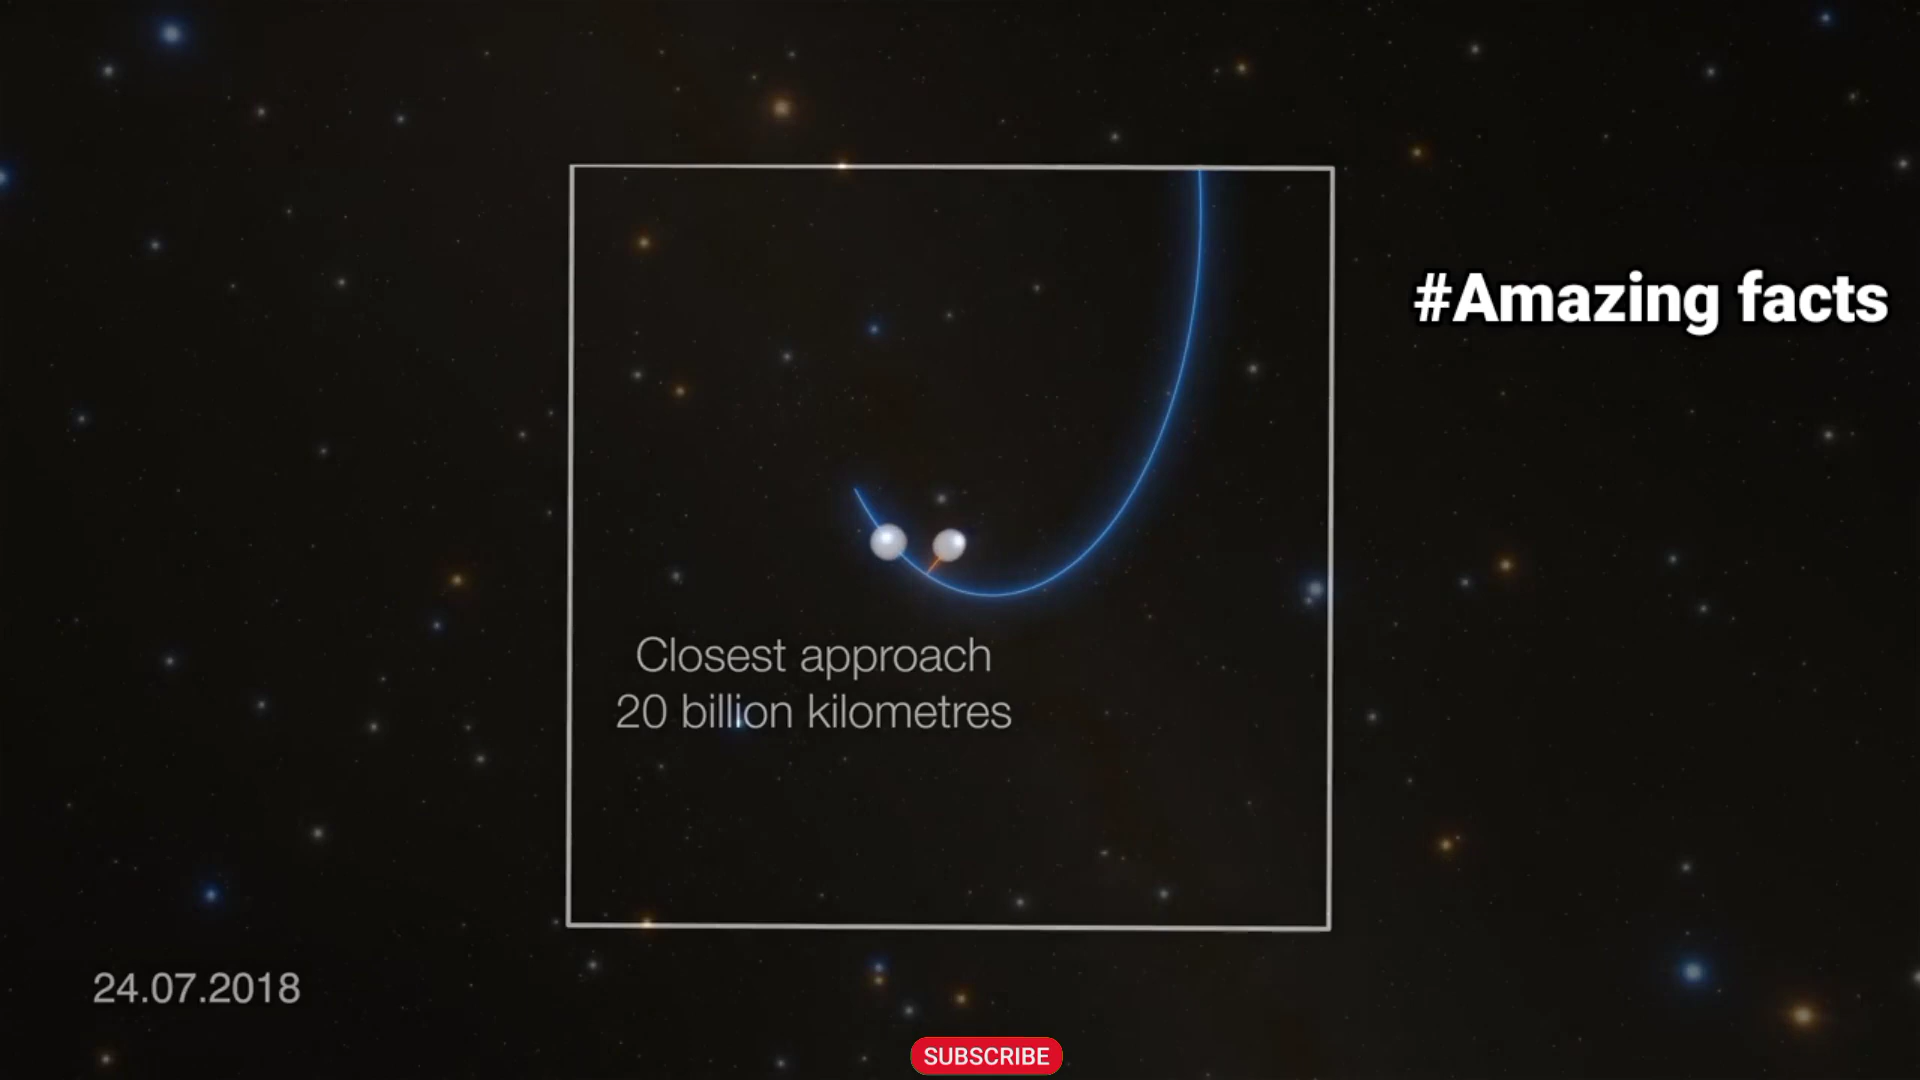 #Amazing facts
Closest approach
20 billion kilometres
24.07.2018
SUBSCRIBE